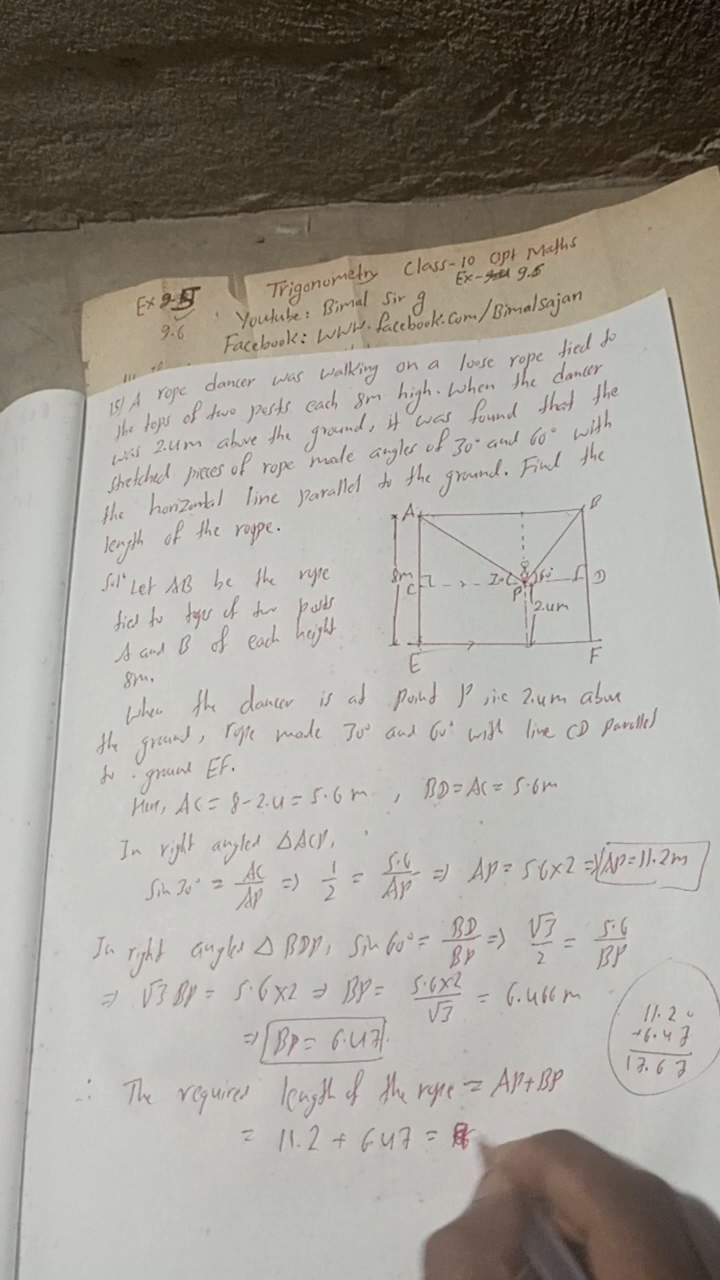 Ex 9.5
9.6
Trigonometry Class-10 Opt Maths
Ex- 9.5
Youtube: Bimal Sir g
Facebook: www.facebook.com/Bimalsajan
15) A rope dancer was walking on a loose rope tied to
the tops of two posts each 8m high. When the dancer
was 2.4m above the ground, it was found that the
stretched pieces of rope made angles of 30° and 60° with
the horizontal line parallel to the ground. Find the
length of the roppe.
A B
8m C 30° 60° D
P
2.4m
E F
Solⁿ Let AB be the rope
tied to tops of two posts
A and B of each height
8m.
When the dancer is at point P, i.e 2.4m above
the ground, rope made 30° and 60° with line CD parallel
to ground EF.
Here, AC = 8-2.4 = 5.6m, BD = AC = 5.6m
In right angled ΔACP,
Sin 30° = AC/AP => 1/2 = 5.6/AP => AP = 5.6×2 => AP = 11.2m
In right angled Δ BDP, Sin 60° = BD/BP => √3/2 = 5.6/BP
=> √3 BP = 5.6×2 => BP = 5.6×2/√3 = 6.466m
=> BP = 6.47
11.20
+6.47
17.67
∴ The required length of the rope = AP+BP
= 11.2 + 6.47 =